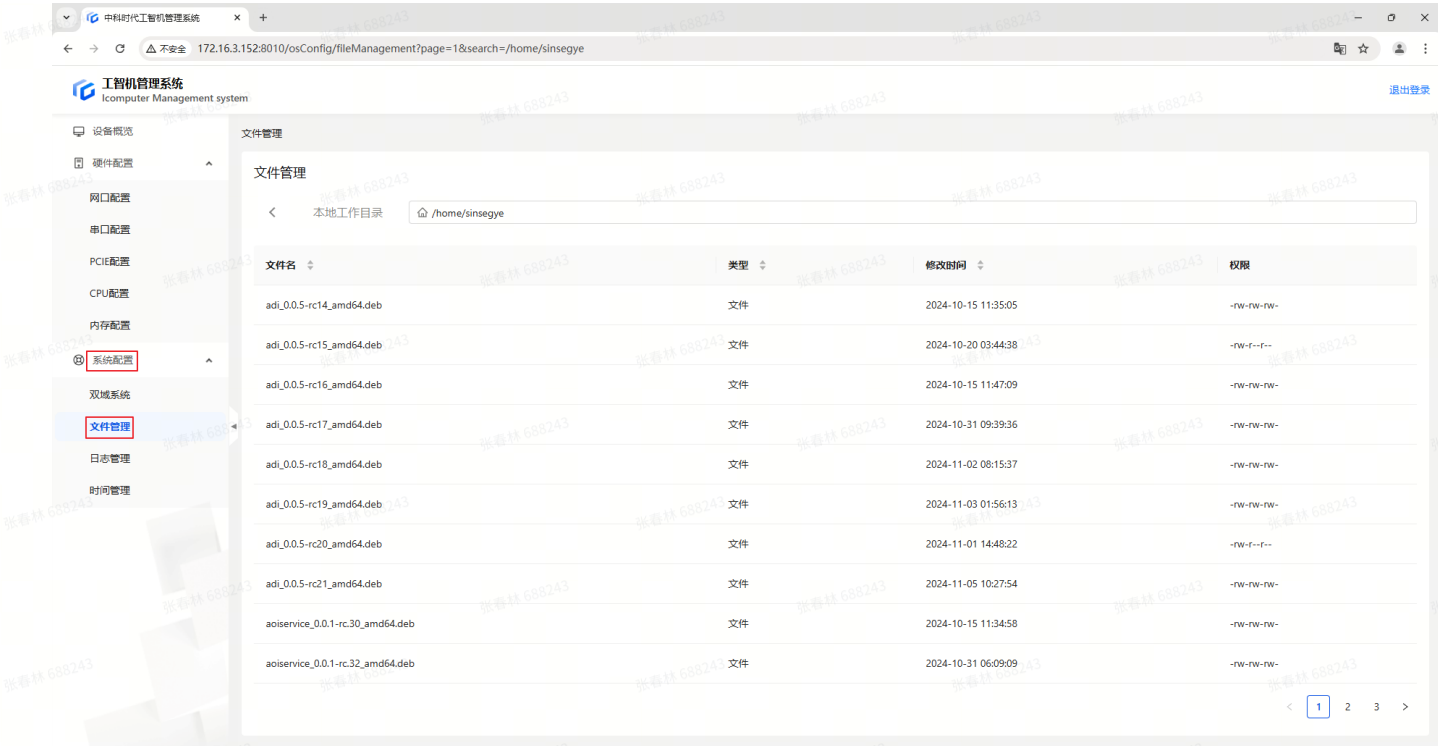 中科时代工智机管理系统
不安全 172.16.3.152:8010/osConfig/fileManagement?page=1&search=/home/sinsegye
工智机管理系统
Icomputer Management system
退出登录
设备概览
硬件配置
网口配置
串口配置
PCIE配置
CPU配置
内存配置
系统配置
双域系统
文件管理
日志管理
时间管理
文件管理
文件管理
本地工作目录 /home/sinsegye
文件名 类型 修改时间 权限
adi_0.0.5-rc14_amd64.deb 文件 2024-10-15 11:35:05 -rw-rw-rw-
adi_0.0.5-rc15_amd64.deb 文件 2024-10-20 03:44:38 -rw-r--r--
adi_0.0.5-rc16_amd64.deb 文件 2024-10-15 11:47:09 -rw-rw-rw-
adi_0.0.5-rc17_amd64.deb 文件 2024-10-31 09:39:36 -rw-rw-rw-
adi_0.0.5-rc18_amd64.deb 文件 2024-11-02 08:15:37 -rw-rw-rw-
adi_0.0.5-rc19_amd64.deb 文件 2024-11-03 01:56:13 -rw-rw-rw-
adi_0.0.5-rc20_amd64.deb 文件 2024-11-01 14:48:22 -rw-r--r--
adi_0.0.5-rc21_amd64.deb 文件 2024-11-05 10:27:54 -rw-rw-rw-
aoiservice_0.0.1-rc.30_amd64.deb 文件 2024-10-15 11:34:58 -rw-rw-rw-
aoiservice_0.0.1-rc.32_amd64.deb 文件 2024-10-31 06:09:09 -rw-rw-rw-
1 2 3
张春林 688243